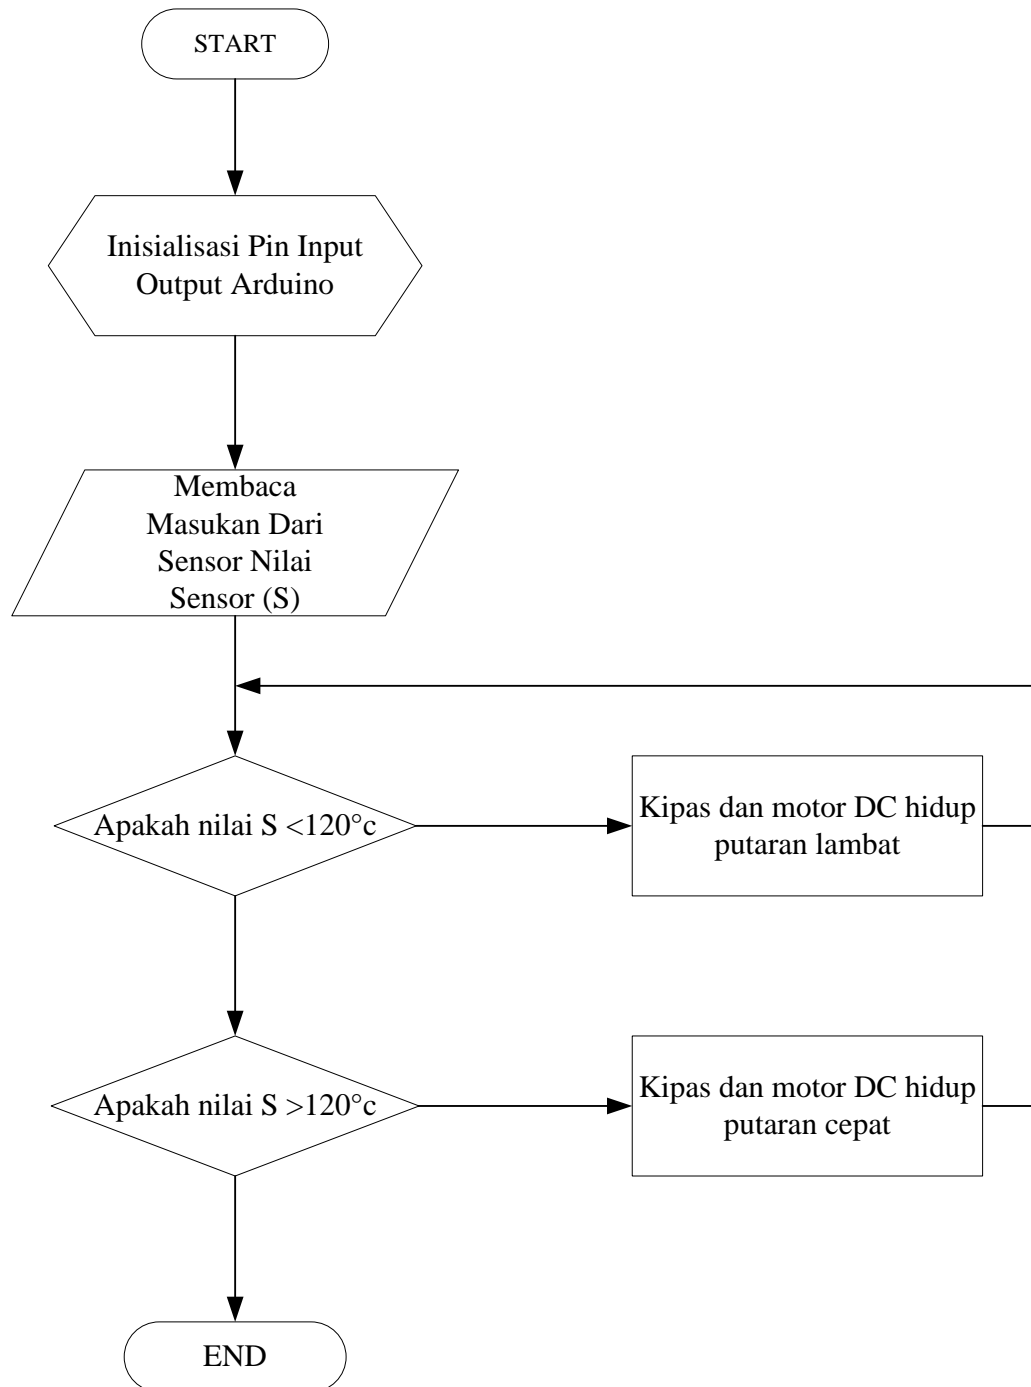 START
Inisialisasi Pin Input
Output Arduino
Membaca
Masukan Dari
Sensor Nilai
Sensor (S)
Apakah nilai S <120°c
Kipas dan motor DC hidup
putaran lambat
Apakah nilai S >120°c
Kipas dan motor DC hidup
putaran cepat
END